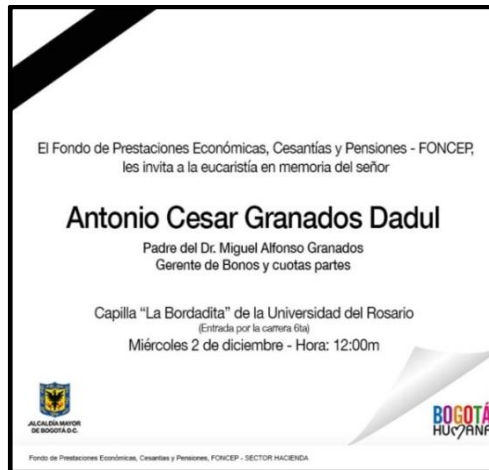 El Fondo de Prestaciones Económicas, Cesantías y Pensiones - FONCEP,
les invita a la eucaristía en memoria del señor
Antonio Cesar Granados Dadul
Padre del Dr. Miguel Alfonso Granados
Gerente de Bonos y cuotas partes
Capilla “La Bordadita” de la Universidad del Rosario
(Entrada por la carrera 6ta)
Miércoles 2 de diciembre - Hora: 12:00m
ALCALDÍA MAYOR
DE BOGOTÁ D.C.
BOGOTÁ
HUMANA
Fondo de Prestaciones Económicas, Cesantías y Pensiones, FONCEP - SECTOR HACIENDA